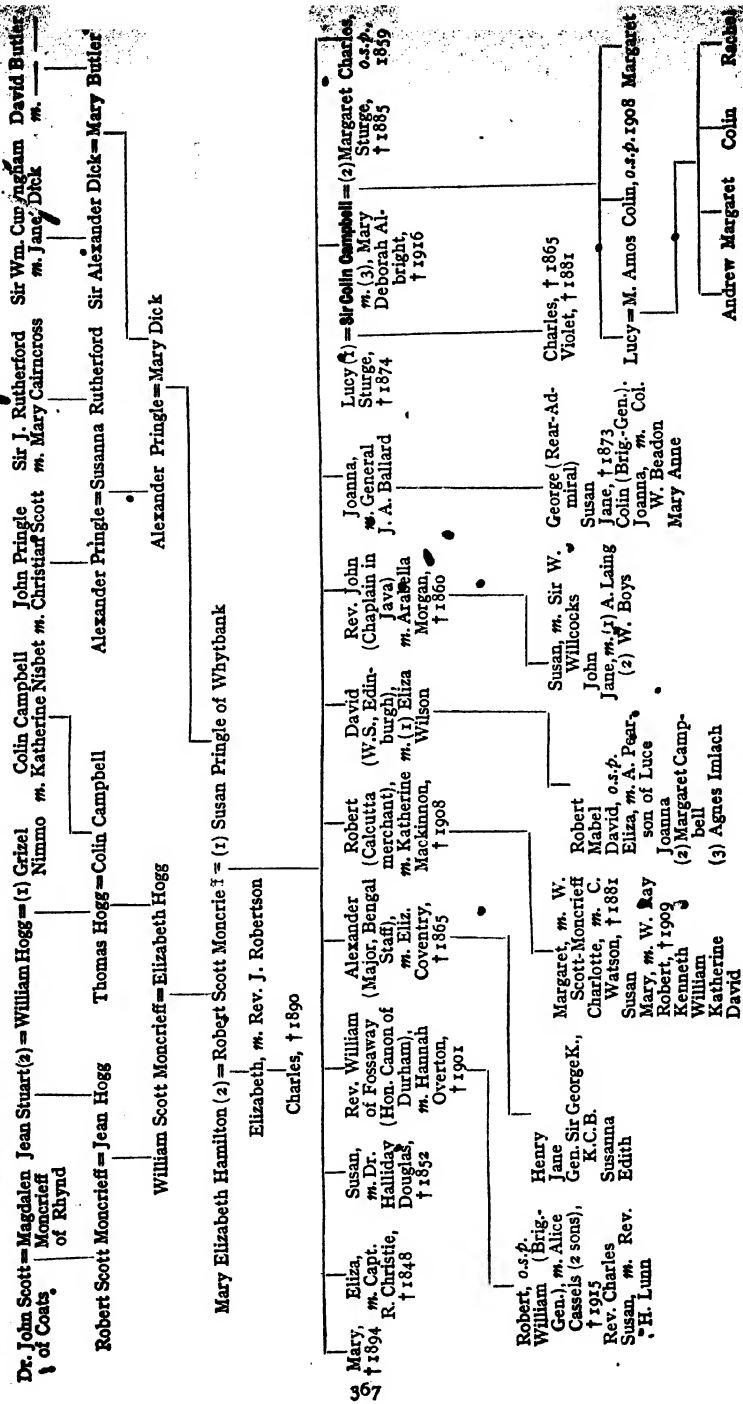 Dr. John Scott = Magdalen Jean Stuart (2) = William Hogg = (1) Grizel Colin Campbell John Pringle Sir J. Rutherford Sir Wm. Cunyngham David Butler
of Coats Moncrieff Nimmo m. Katherine Nisbet m. Christian Scott m. Mary Cairncross m. Jane Dick m. ——
of Rhynd
Robert Scott Moncrieff = Jean Hogg Thomas Hogg = Colin Campbell Alexander Pringle = Susanna Rutherford Sir Alexander Dick = Mary Butler
William Scott Moncrieff = Elizabeth Hogg Alexander Pringle = Mary Dick
Mary Elizabeth Hamilton (2) = Robert Scott Moncrieff = (1) Susan Pringle of Whytbank
Elizabeth, m. Rev. J. Robertson
Charles, † 1890
Mary,
† 1894
Eliza,
m. Capt.
R. Christie,
† 1848
Susan,
m. Dr.
Halliday
Douglas,
† 1852
Rev. William
of Fossaway
(Hon. Canon of
Durham),
m. Hannah
Overton,
† 1901
Alexander
(Major, Bengal
Staff),
m. Eliz.
Coventry,
† 1865
Robert
(Calcutta
merchant),
m. Katherine
Mackinnon,
† 1908
David
(W.S., Edin-
burgh),
m. (1) Eliza
Wilson
Rev. John
(Chaplain in
Java)
m. Arabella
Morgan,
† 1860
Joanna,
m. General
J. A. Ballard
Lucy (1) = Sir Colin Campbell = (2) Margaret
Sturge,
† 1874
m. (3), Mary
Deborah Al-
bright,
† 1916
Sturge,
† 1885
Charles,
o.s.p.,
1859
Robert, o.s.p.
William (Brig.-
Gen.), m. Alice
Cassels (2 sons),
† 1915
Rev. Charles
Susan, m. Rev.
H. Lunn
Henry
Jane
Gen. Sir George K.,
K.C.B.
Susanna
Edith
Margaret, m. W.
Scott-Moncrieff
Charlotte, m. C.
Watson, † 1881
Susan
Mary, m. W. Kay
Robert, † 1909
Kenneth
William
Katherine
David
Robert
Mabel
David, o.s.p.
Eliza, m. A. Pear-
son of Luce
Joanna
(2) Margaret Camp-
bell
(3) Agnes Imlach
Susan, m. Sir W.
Willcocks
John
Jane, m. (1) A. Laing
(2) W. Boys
George (Rear-Ad-
miral)
Susan
Jane, † 1873
Colin (Brig.-Gen.).
Joanna, m. Col.
W. Beadon
Mary Anne
Charles, † 1865
Violet, † 1881
Lucy = M. Amos Colin, o.s.p. 1908 Margaret
Andrew Margaret Colin Rachel
367